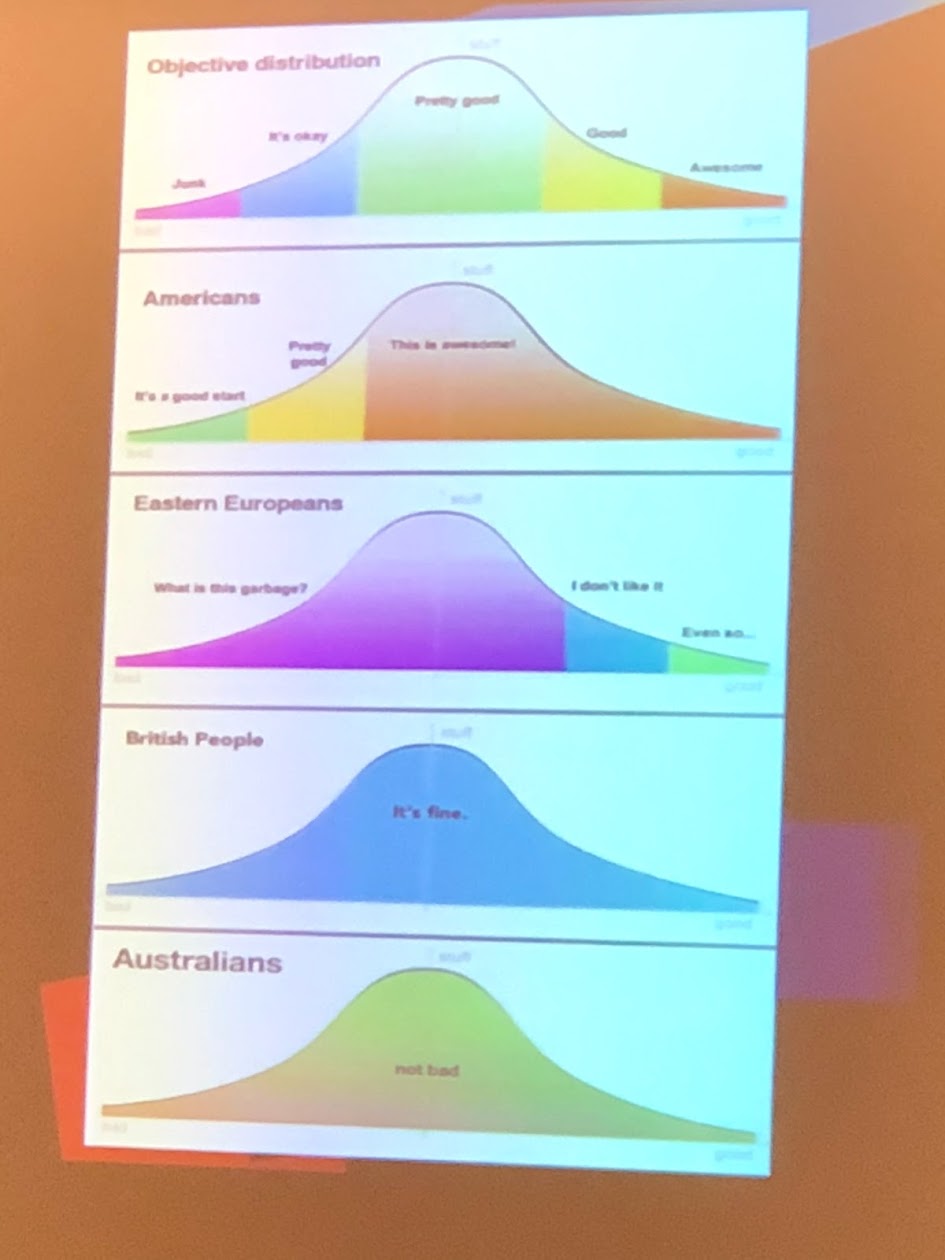 stuff
Objective distribution
Pretty good
It's okay
Good
Awesome
Junk
bad
good
stuff
Americans
Pretty
good
This is awesome!
It's a good start
bad
good
stuff
Eastern Europeans
What is this garbage?
I don't like it
Even so...
bad
good
stuff
British People
It's fine.
bad
good
stuff
Australians
not bad
bad
good